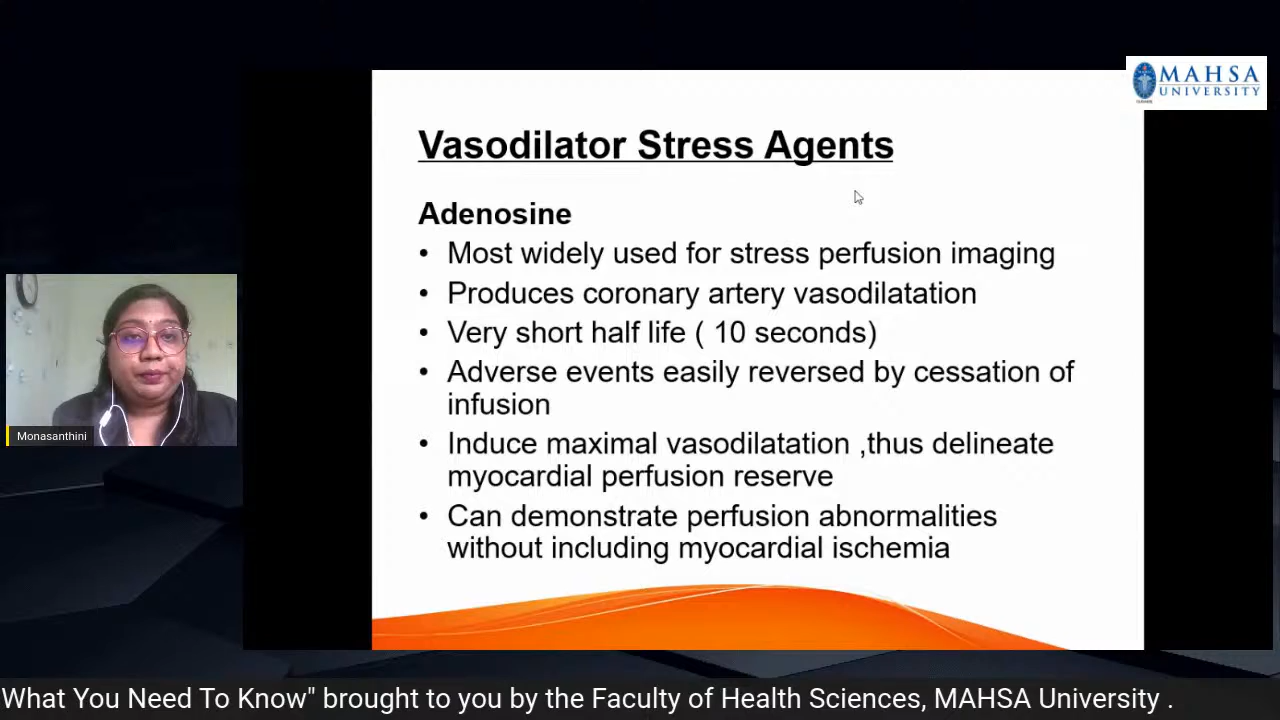 MAHSA
UNIVERSITY
Vasodilator Stress Agents
Adenosine
• Most widely used for stress perfusion imaging
• Produces coronary artery vasodilatation
• Very short half life ( 10 seconds)
• Adverse events easily reversed by cessation of
infusion
• Induce maximal vasodilatation ,thus delineate
myocardial perfusion reserve
• Can demonstrate perfusion abnormalities
without including myocardial ischemia
Monasanthini
What You Need To Know" brought to you by the Faculty of Health Sciences, MAHSA University .